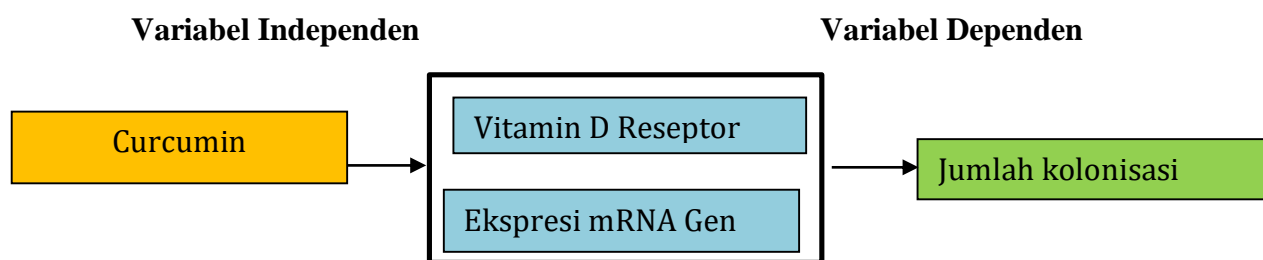 Variabel Independen
Variabel Dependen
Curcumin
Vitamin D Reseptor
Ekspresi mRNA Gen
Jumlah kolonisasi